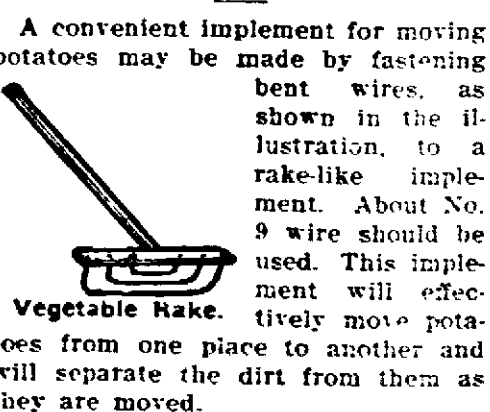 A convenient implement for moving
potatoes may be made by fastening
bent wires, as
shown in the il-
lustration, to a
rake-like imple-
ment. About No.
9 wire should be
used. This imple-
ment will effec-
tively move pota-
Vegetable Rake.
toes from one place to another and
will separate the dirt from them as
they are moved.